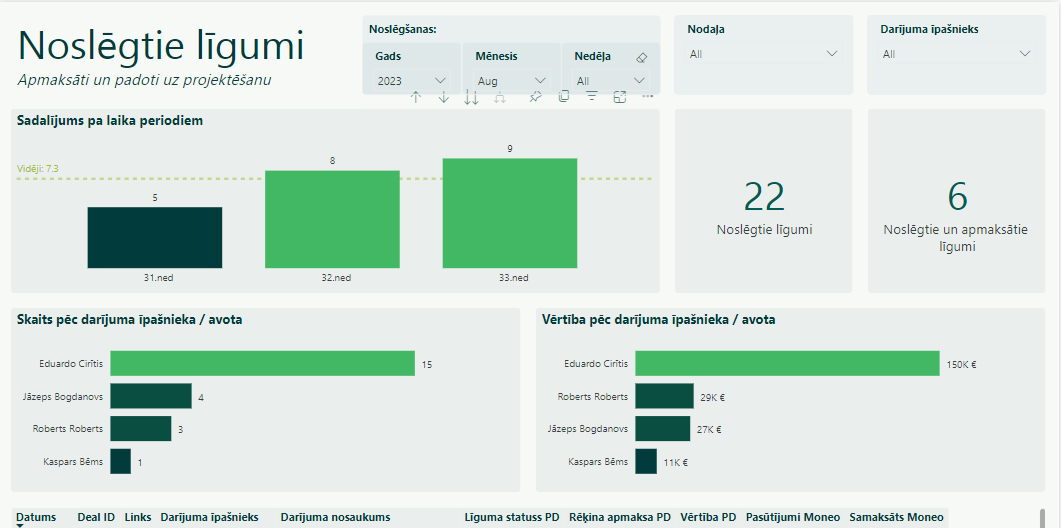 Noslēgtie līgumi
Apmaksāti un padoti uz projektēšanu
Noslēgšanas:
Gads Mēnesis Nedēļa
2023 Aug All
Nodaļa
All
Darījuma īpašnieks
All
Sadalījums pa laika periodiem
Vidēji: 7.3
5 8 9
31.ned 32.ned 33.ned
22
Noslēgtie līgumi
6
Noslēgtie un apmaksātie
līgumi
Skaits pēc darījuma īpašnieka / avota
Eduardo Cirītis 15
Jāzeps Bogdanovs 4
Roberts Roberts 3
Kaspars Bēms 1
Vērtība pēc darījuma īpašnieka / avota
Eduardo Cirītis 150K €
Roberts Roberts 29K €
Jāzeps Bogdanovs 27K €
Kaspars Bēms 11K €
Datums Deal ID Links Darījuma īpašnieks Darījuma nosaukums Līguma statuss PD Rēķina apmaksa PD Vērtība PD Pasūtījumi Moneo Samaksāts Moneo